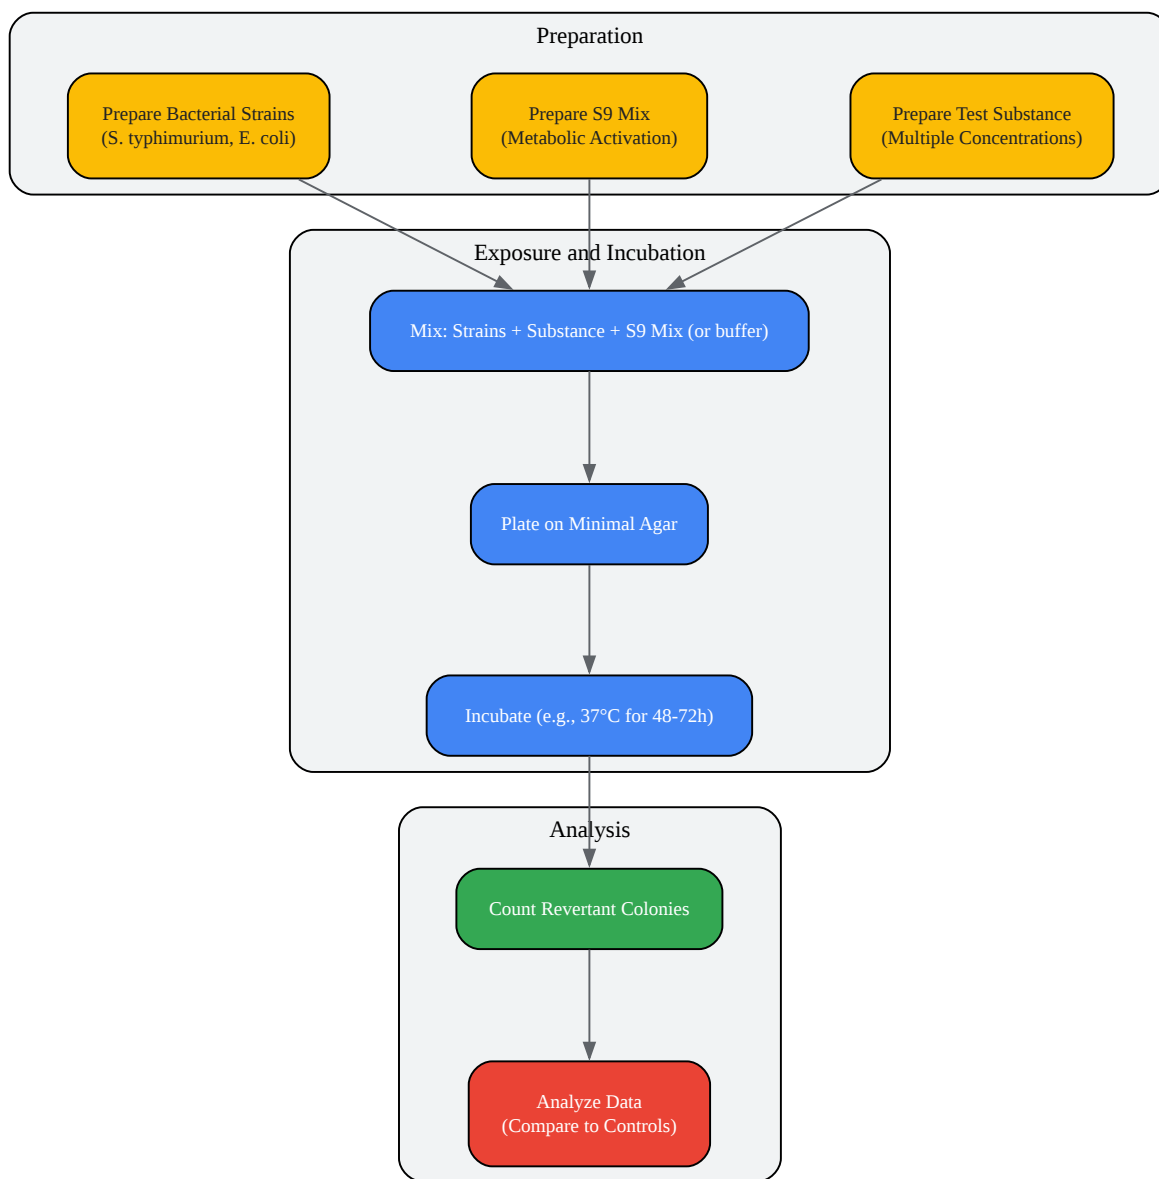 Preparation
Prepare Bacterial Strains
(S. typhimurium, E. coli)
Prepare S9 Mix
(Metabolic Activation)
Prepare Test Substance
(Multiple Concentrations)
Exposure and Incubation
Mix: Strains + Substance + S9 Mix (or buffer)
Plate on Minimal Agar
Incubate (e.g., 37°C for 48-72h)
Analysis
Count Revertant Colonies
Analyze Data
(Compare to Controls)